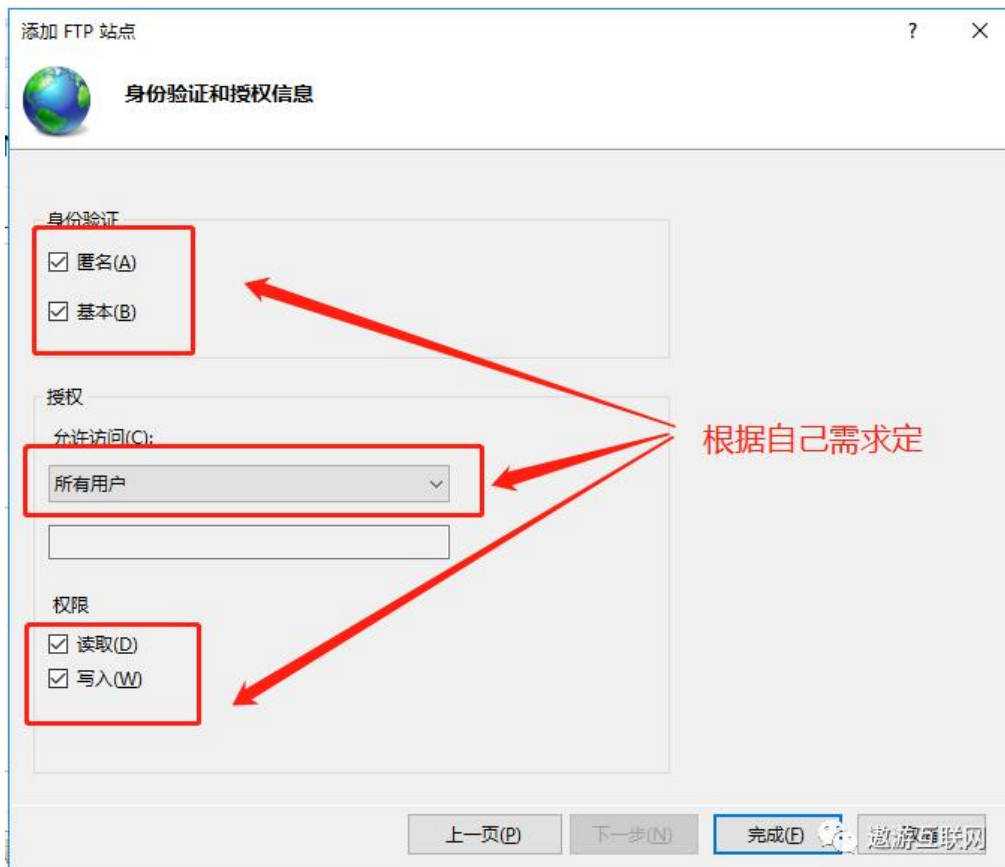 添加 FTP 站点
身份验证和授权信息
身份验证
匿名(A)
基本(B)
授权
允许访问(C):
所有用户
根据自己需求定
权限
读取(D)
写入(W)
上一页(P)
下一步(N)
完成(F)
遨游互联网